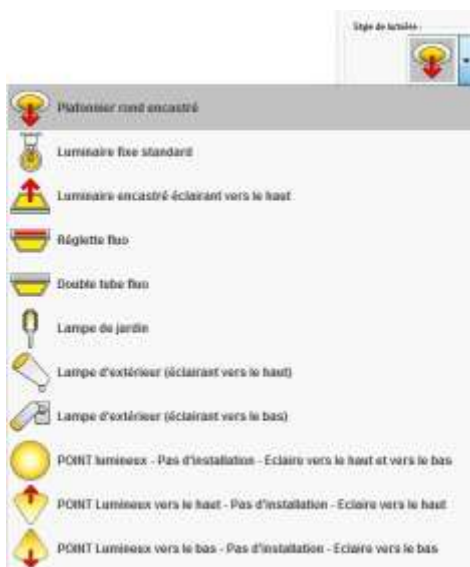 Style de lumière :
Plafonnier rond encastré
Luminaire fixe standard
Luminaire encastré éclairant vers le haut
Réglette fluo
Double tube fluo
Lampe de jardin
Lampe d'extérieur (éclairant vers le haut)
Lampe d'extérieur (éclairant vers le bas)
POINT lumineux - Pas d'installation - Eclaire vers le haut et vers le bas
POINT Lumineux vers le haut - Pas d'installation - Eclaire vers le haut
POINT Lumineux vers le bas - Pas d'installation - Eclaire vers le bas